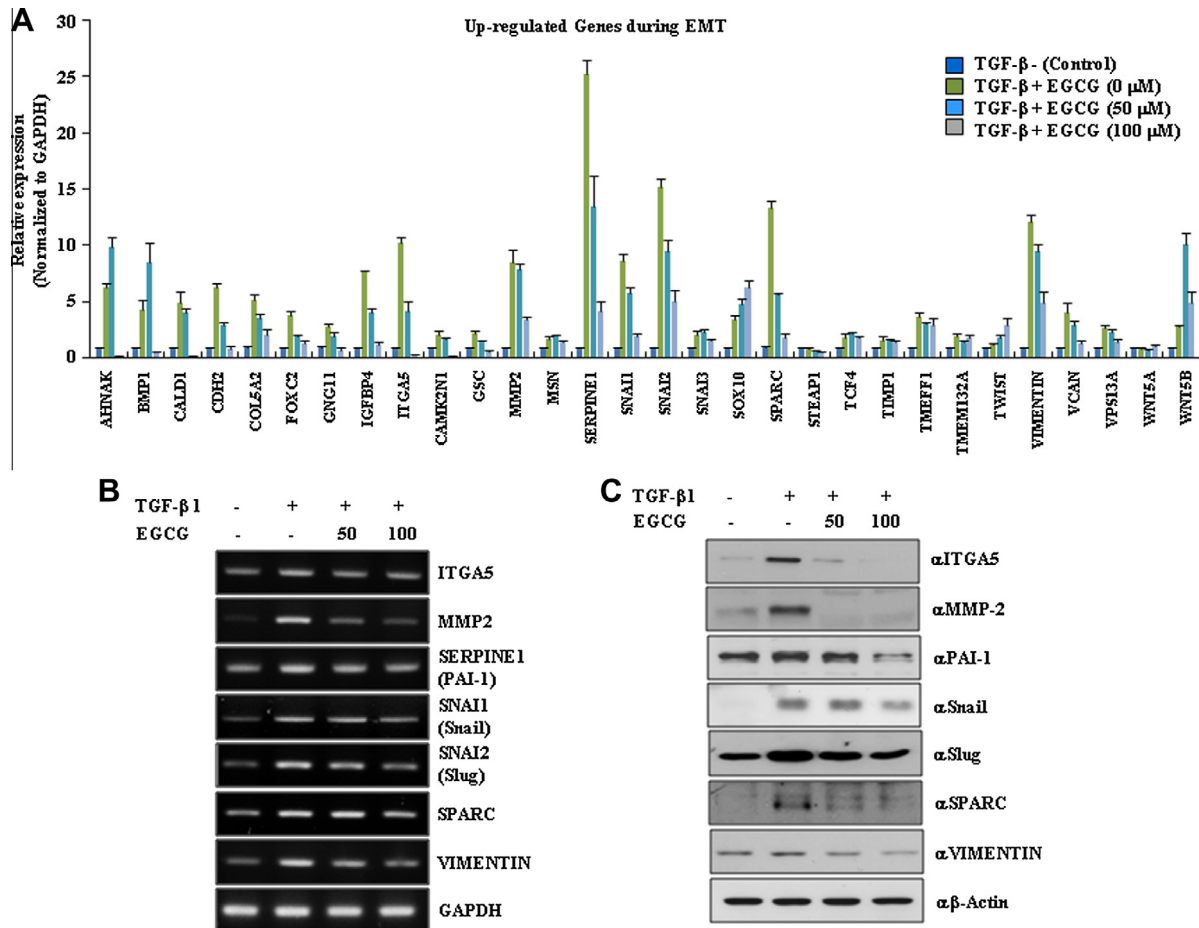 A
Up-regulated Genes during EMT
Relative expression
(Normalized to GAPDH)
30
25
20
15
10
5
0
TGF-β - (Control)
TGF-β + EGCG (0 μM)
TGF-β + EGCG (50 μM)
TGF-β + EGCG (100 μM)
AHNAK
BMP1
CALD1
CDH2
COL5A2
FOXC2
GNG11
IGFBP4
ITGA5
CAMK2N1
GSC
MMP2
MSN
SERPINE1
SNAI1
SNAI2
SNAI3
SOX10
SPARC
STEAP1
TCF4
TIMP1
TMEFF1
TMEM132A
TWIST
VIMENTIN
VCAN
VPS13A
WNT5A
WNT5B
B
TGF-β1 - + + +
EGCG - - 50 100
ITGA5
MMP2
SERPINE1
(PAI-1)
SNAI1
(Snail)
SNAI2
(Slug)
SPARC
VIMENTIN
GAPDH
C
TGF-β1 - + + +
EGCG - - 50 100
αITGA5
αMMP-2
αPAI-1
αSnail
αSlug
αSPARC
αVIMENTIN
αβ-Actin